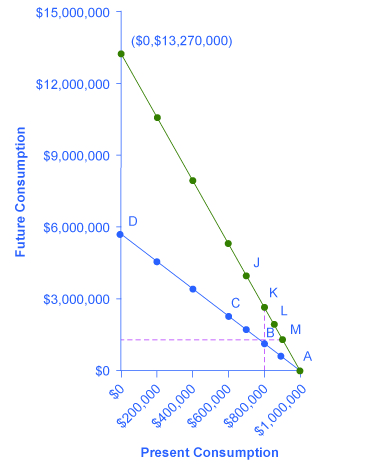 $15,000,000
($0,$13,270,000)
$12,000,000
Future Consumption
$9,000,000
D
$6,000,000
J
K
$3,000,000
C
L
B
M
A
$0
$0
$200,000
$400,000
$600,000
$800,000
$1,000,000
Present Consumption